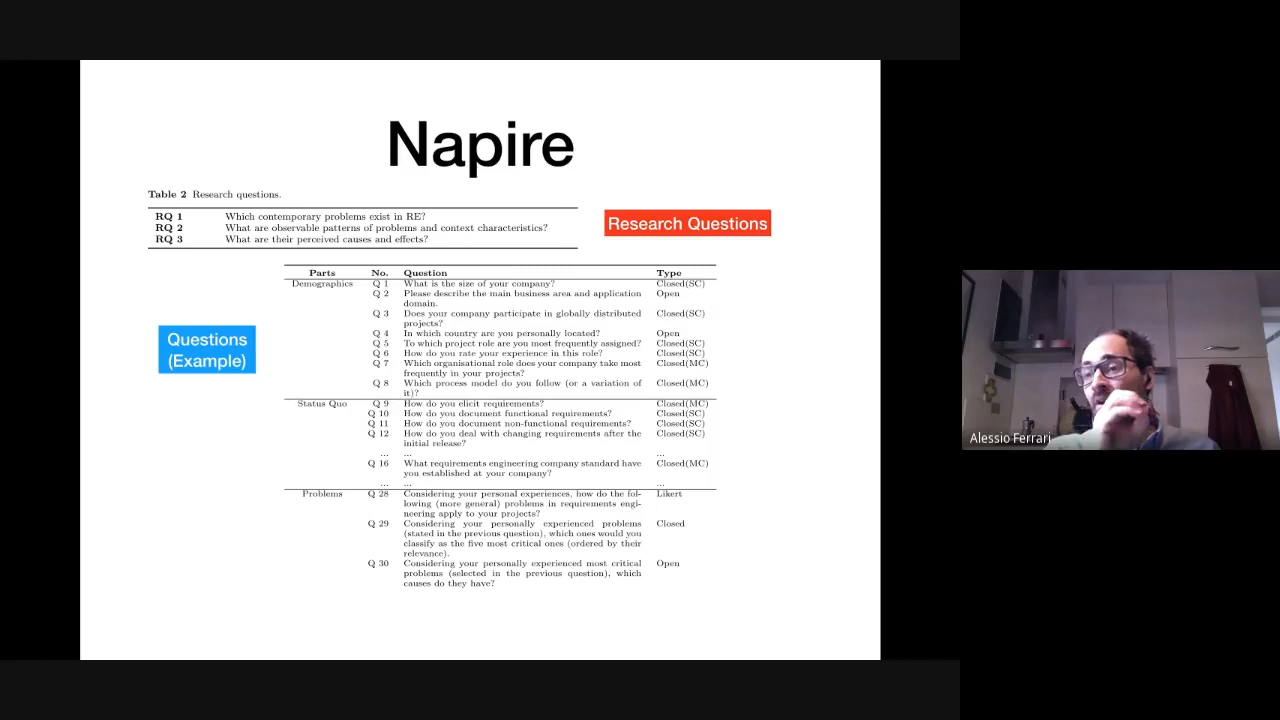 Napire
Table 2 Research questions.
RQ 1 Which contemporary problems exist in RE?
RQ 2 What are observable patterns of problems and context characteristics?
RQ 3 What are their perceived causes and effects?
Research Questions
Questions
(Example)
Parts No. Question Type
Demographics Q 1 What is the size of your company? Closed(SC)
Q 2 Please describe the main business area and application Open
domain.
Q 3 Does your company participate in globally distributed Closed(SC)
projects?
Q 4 In which country are you personally located? Open
Q 5 To which project role are you most frequently assigned? Closed(SC)
Q 6 How do you rate your experience in this role? Closed(SC)
Q 7 Which organisational role does your company take most Closed(MC)
frequently in your projects?
Q 8 Which process model do you follow (or a variation of Closed(MC)
it)?
Status Quo Q 9 How do you elicit requirements? Closed(MC)
Q 10 How do you document functional requirements? Closed(SC)
Q 11 How do you document non-functional requirements? Closed(SC)
Q 12 How do you deal with changing requirements after the Closed(SC)
initial release?
... ... ...
Q 16 What requirements engineering company standard have Closed(MC)
you established at your company?
... ... ...
Problems Q 28 Considering your personal experiences, how do the fol- Likert
lowing (more general) problems in requirements engi-
neering apply to your projects?
Q 29 Considering your personally experienced problems Closed
(stated in the previous question), which ones would you
classify as the five most critical ones (ordered by their
relevance).
Q 30 Considering your personally experienced most critical Open
problems (selected in the previous question), which
causes do they have?
Alessio Ferrari